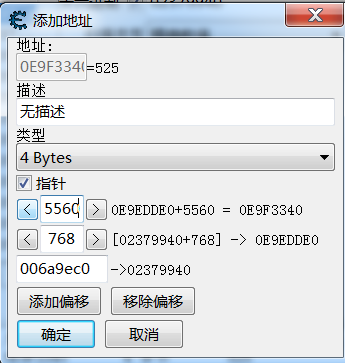 添加地址
地址:
0E9F3340=525
描述
无描述
类型
4 Bytes
指针
< 5560 > 0E9EDDE0+5560 = 0E9F3340
< 768 > [02379940+768] -> 0E9EDDE0
006a9ec0 ->02379940
添加偏移 移除偏移
确定 取消